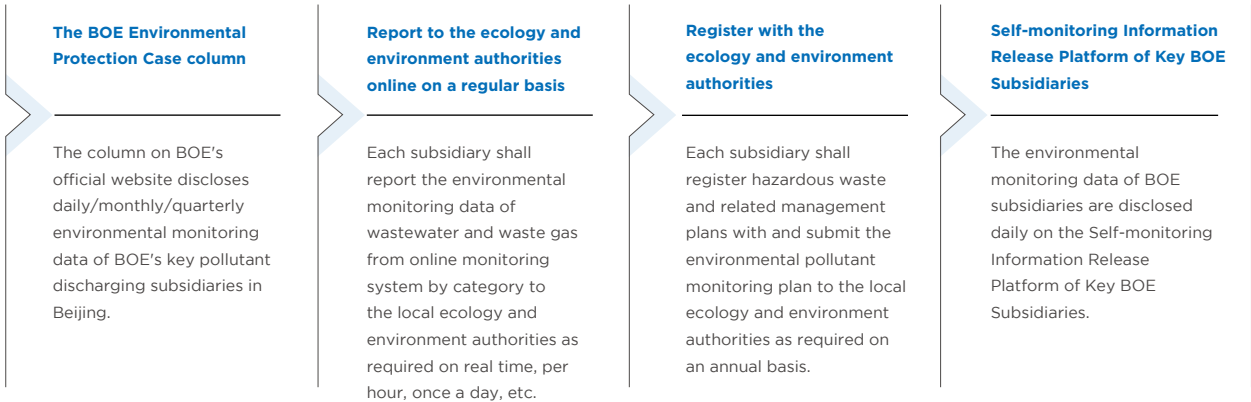 The BOE Environmental
Protection Case column
The column on BOE's
official website discloses
daily/monthly/quarterly
environmental monitoring
data of BOE's key pollutant
discharging subsidiaries in
Beijing.
Report to the ecology and
environment authorities
online on a regular basis
Each subsidiary shall
report the environmental
monitoring data of
wastewater and waste gas
from online monitoring
system by category to
the local ecology and
environment authorities as
required on real time, per
hour, once a day, etc.
Register with the
ecology and environment
authorities
Each subsidiary shall
register hazardous waste
and related management
plans with and submit the
environmental pollutant
monitoring plan to the local
ecology and environment
authorities as required on
an annual basis.
Self-monitoring Information
Release Platform of Key BOE
Subsidiaries
The environmental
monitoring data of BOE
subsidiaries are disclosed
daily on the Self-monitoring
Information Release
Platform of Key BOE
Subsidiaries.